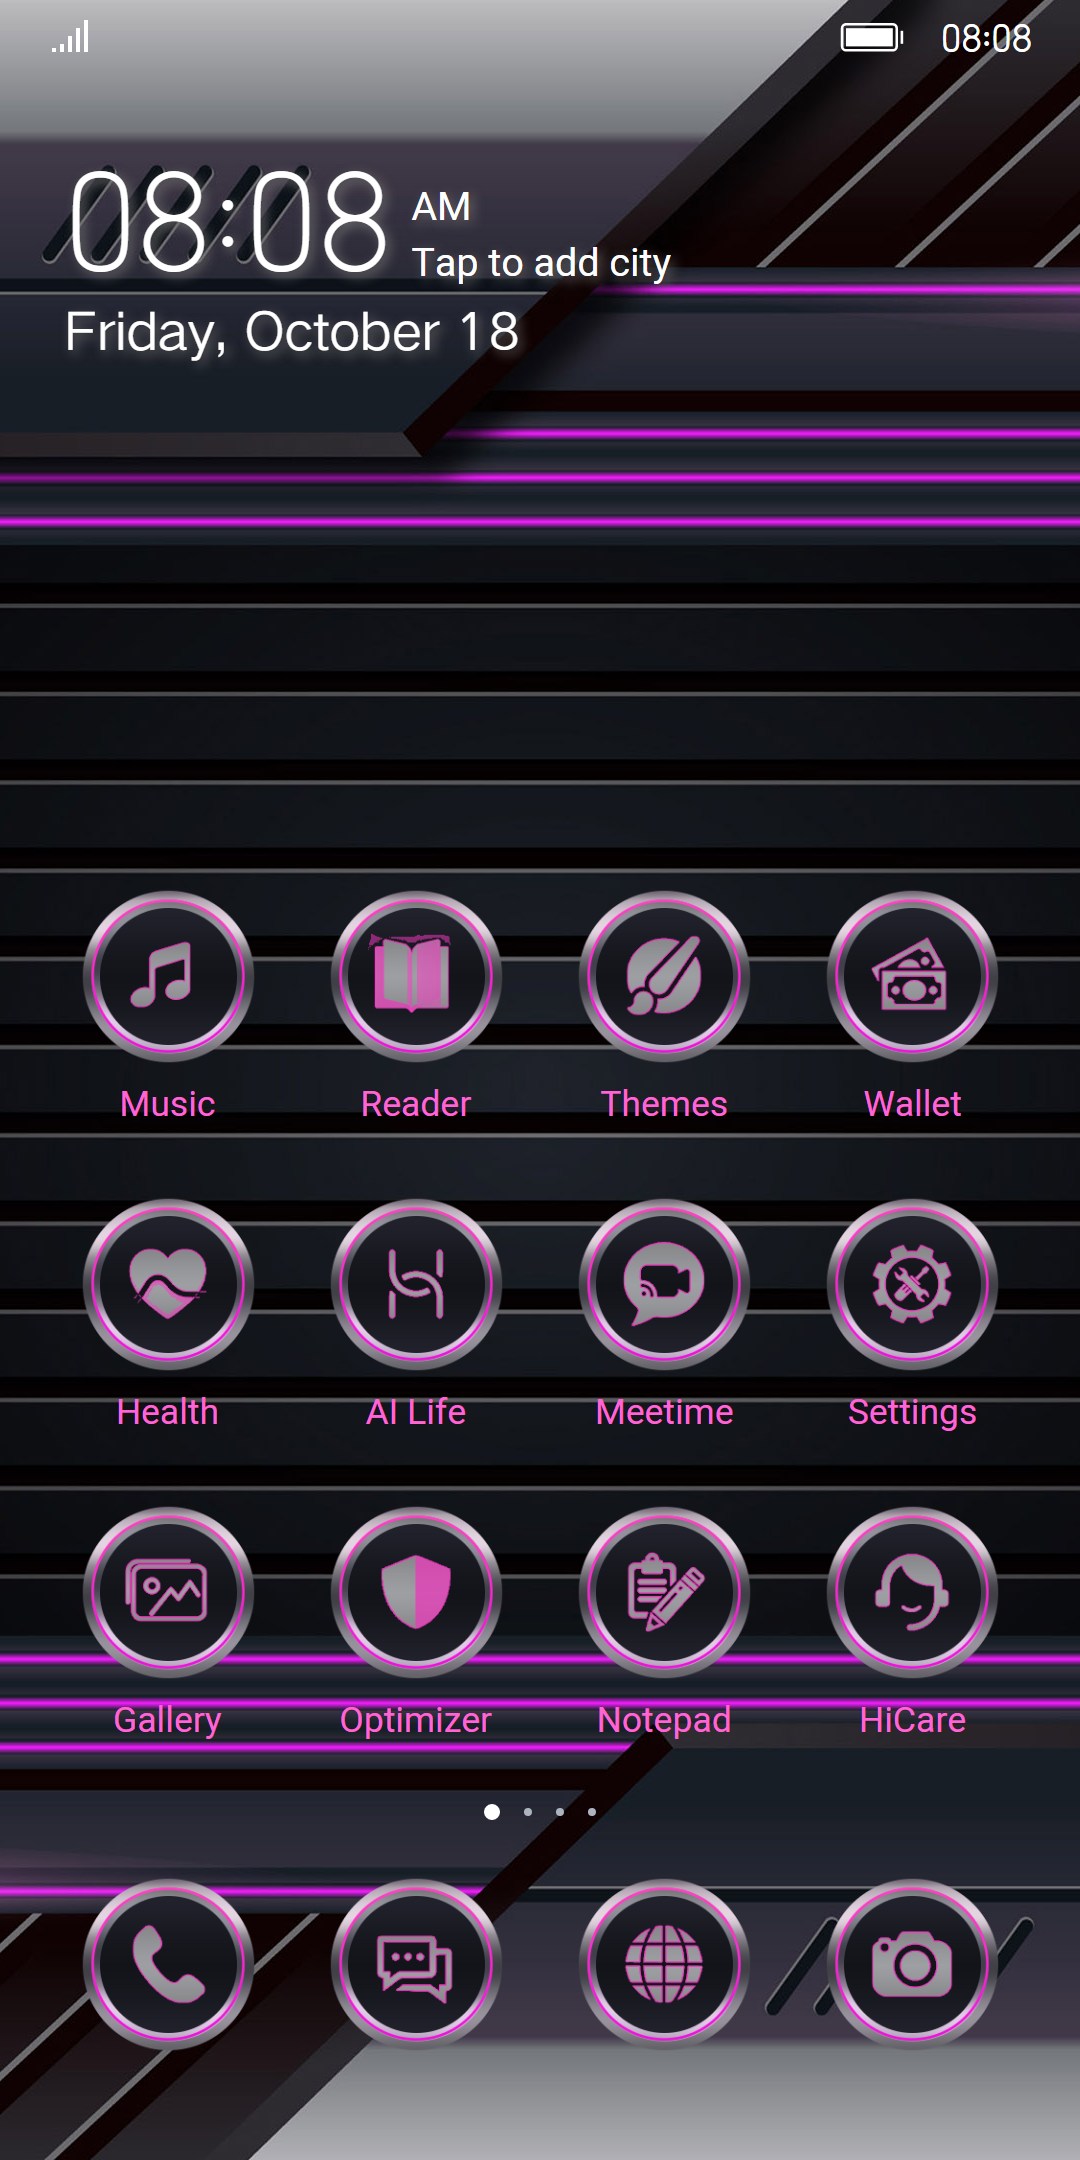 08:08
08:08 AM
Tap to add city
Friday, October 18
Music Reader Themes Wallet
Health AI Life Meetime Settings
Gallery Optimizer Notepad HiCare